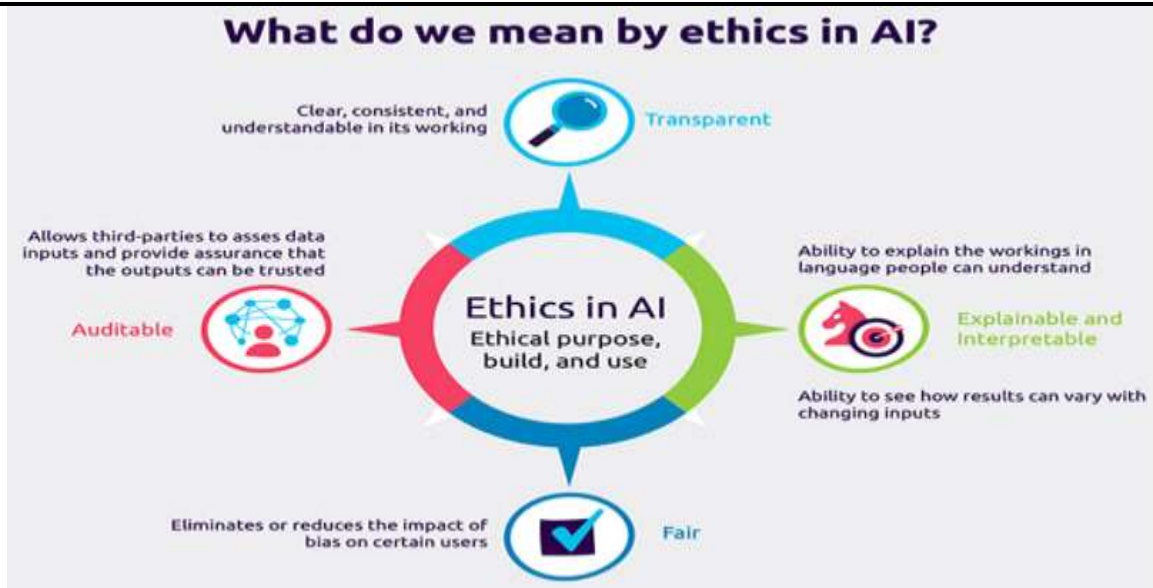 What do we mean by ethics in AI?
Clear, consistent, and
understandable in its working
Transparent
Allows third-parties to asses data
inputs and provide assurance that
the outputs can be trusted
Auditable
Ethics in AI
Ethical purpose,
build, and use
Ability to explain the workings in
language people can understand
Explainable and
Interpretable
Ability to see how results can vary with
changing inputs
Eliminates or reduces the impact of
bias on certain users
Fair